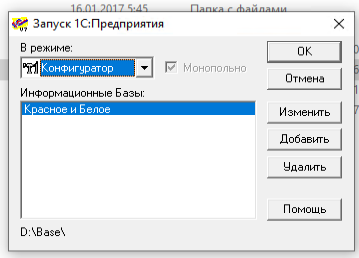 16.01.2017 5:45 Папка с файлами
Запуск 1С:Предприятия
В режиме:
Конфигуратор
Монопольно
Информационные Базы:
Красное и Белое
D:\Base\
OK
Отмена
Изменить
Добавить
Удалить
Помощь